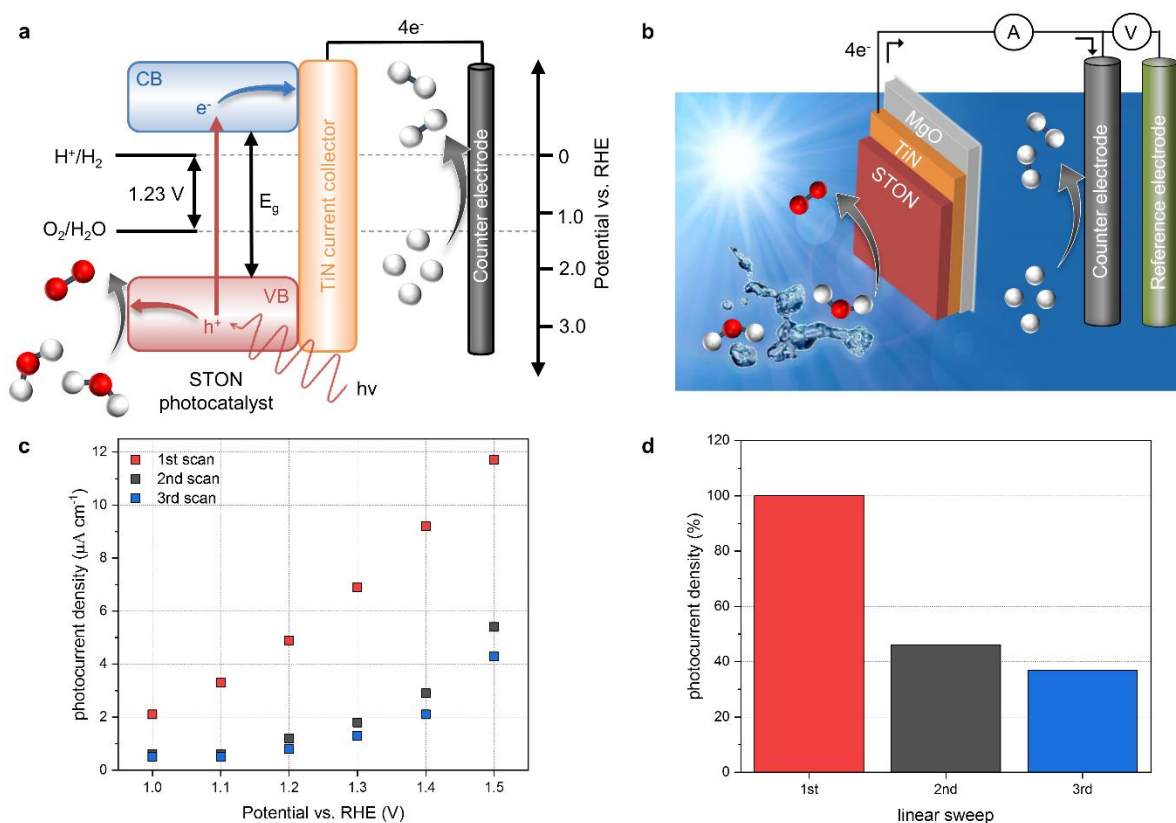 a
4e-
CB
e-
H+/H2
1.23 V
O2/H2O
Eg
VB
h+
STON
photocatalyst
hv
TiN current collector
Counter electrode
0
1.0
2.0
3.0
Potential vs. RHE
b
4e-
A
V
MgO
TiN
STON
Counter electrode
Reference electrode
c
1st scan
2nd scan
3rd scan
12
10
8
6
4
2
0
photocurrent density (μA cm-1)
1.0 1.1 1.2 1.3 1.4 1.5
Potential vs. RHE (V)
d
120
100
80
60
40
20
0
photocurrent density (%)
1st 2nd 3rd
linear sweep